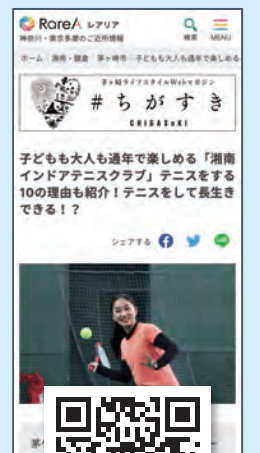 RareA レアリア
神奈川・東京多摩のご近所情報
検索 MENU
ホーム 湘南・鎌倉 茅ヶ崎市 子どもも大人も通年で楽しめる
茅ヶ崎ライフスタイルWebマガジン
#ちがすき
CHIGASUKI
子どもも大人も通年で楽しめる「湘南
インドアテニスクラブ」テニスをする
10の理由も紹介！テニスをして長生き
できる！？
シェアする